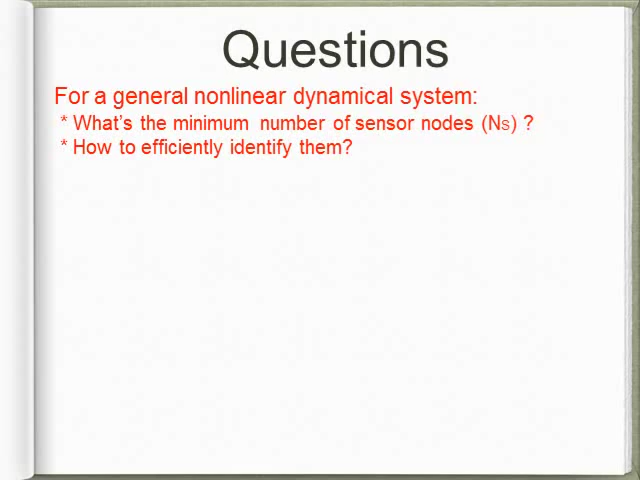 Questions
For a general nonlinear dynamical system:
* What's the minimum number of sensor nodes (Ns) ?
* How to efficiently identify them?